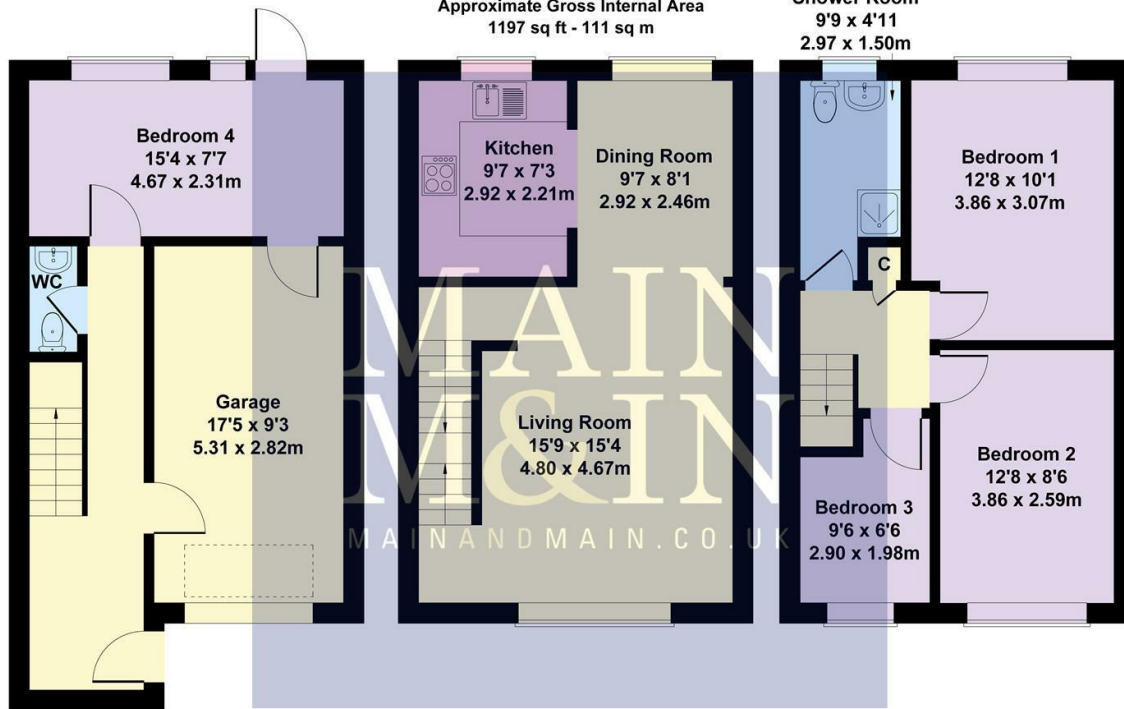 Approximate Gross Internal Area
1197 sq ft - 111 sq m
Shower Room
9'9 x 4'11
2.97 x 1.50m
Bedroom 4
15'4 x 7'7
4.67 x 2.31m
Kitchen
9'7 x 7'3
2.92 x 2.21m
Dining Room
9'7 x 8'1
2.92 x 2.46m
Bedroom 1
12'8 x 10'1
3.86 x 3.07m
WC
C
MAIN
M&IN
MAINANDMAIN.CO.UK
Garage
17'5 x 9'3
5.31 x 2.82m
Living Room
15'9 x 15'4
4.80 x 4.67m
Bedroom 2
12'8 x 8'6
3.86 x 2.59m
Bedroom 3
9'6 x 6'6
2.90 x 1.98m